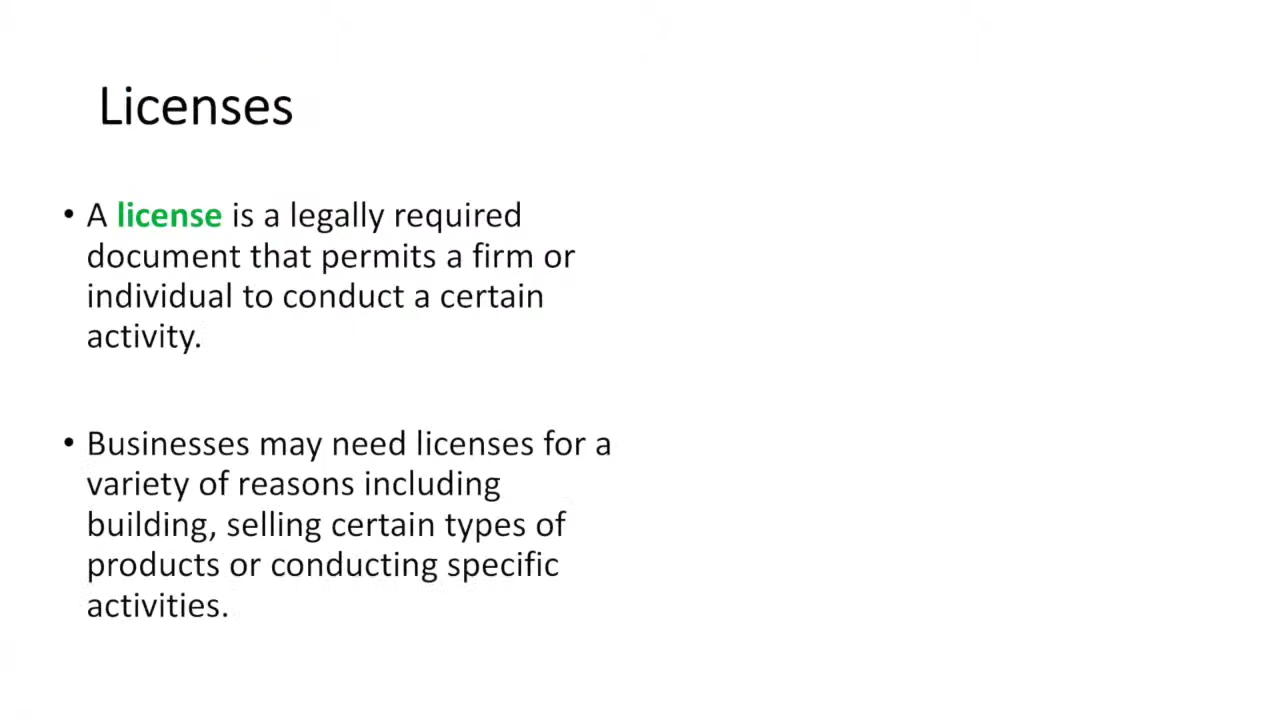 Licenses
• A license is a legally required
document that permits a firm or
individual to conduct a certain
activity.
• Businesses may need licenses for a
variety of reasons including
building, selling certain types of
products or conducting specific
activities.